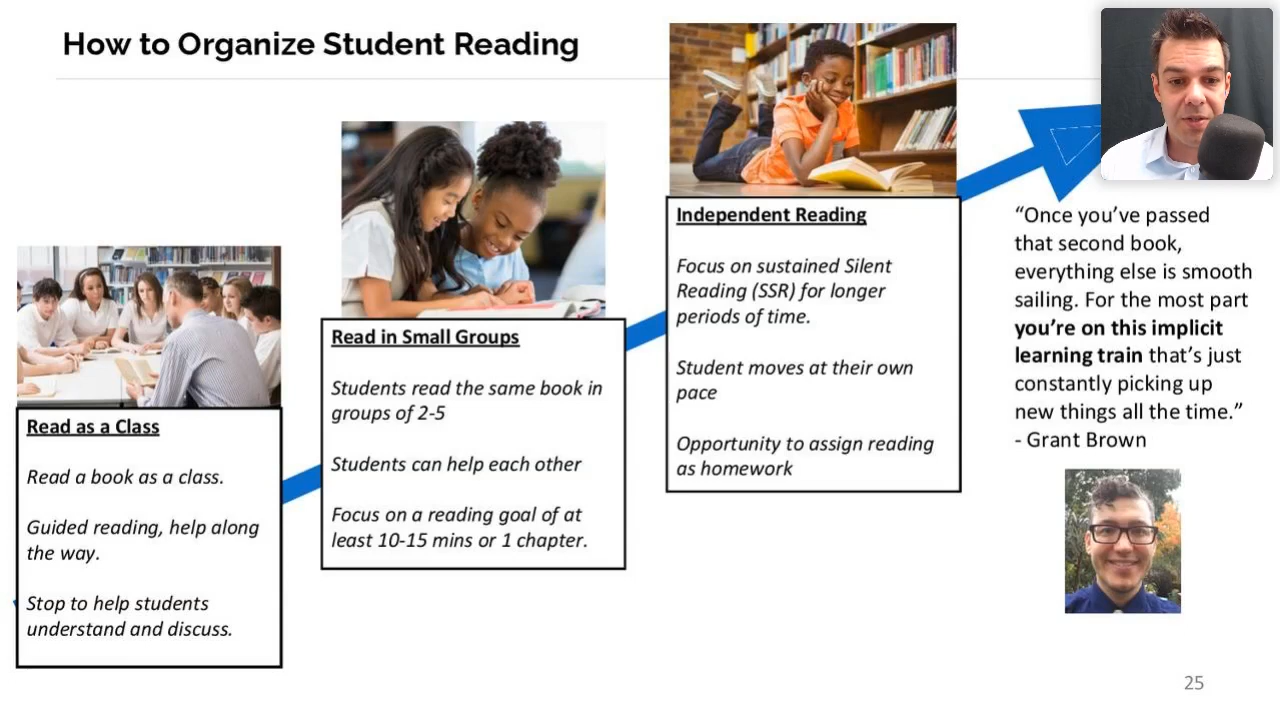 How to Organize Student Reading
Read as a Class
Read a book as a class.
Guided reading, help along
the way.
Stop to help students
understand and discuss.
Read in Small Groups
Students read the same book in
groups of 2-5
Students can help each other
Focus on a reading goal of at
least 10-15 mins or 1 chapter.
Independent Reading
Focus on sustained Silent
Reading (SSR) for longer
periods of time.
Student moves at their own
pace
Opportunity to assign reading
as homework
“Once you’ve passed
that second book,
everything else is smooth
sailing. For the most part
you’re on this implicit
learning train that’s just
constantly picking up
new things all the time.”
- Grant Brown
25